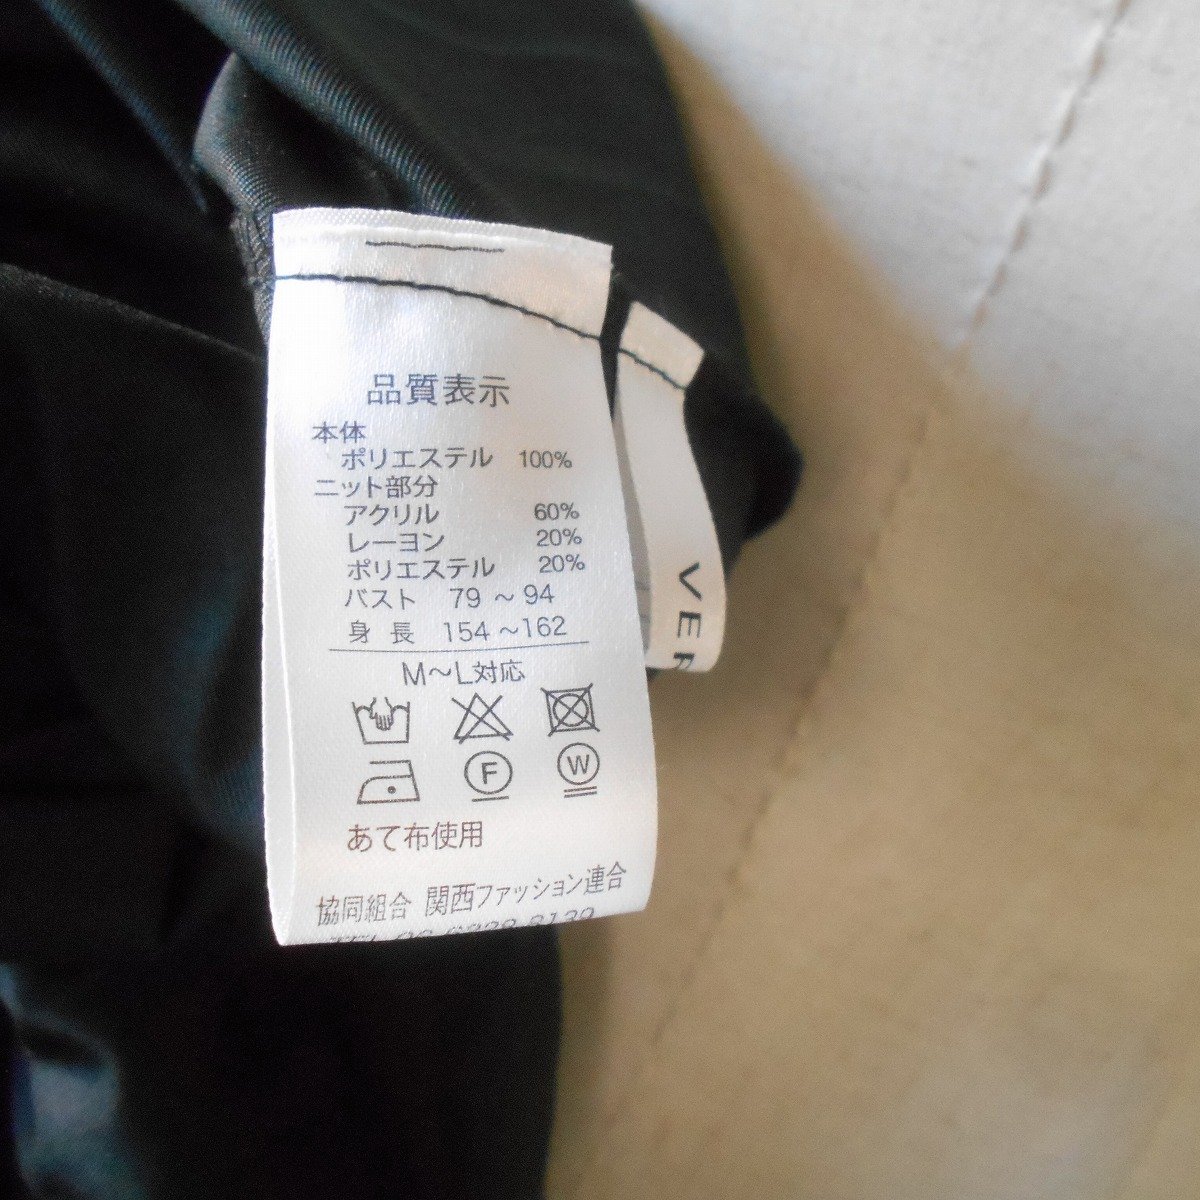 品質表示
本体
ポリエステル 100%
ニット部分
アクリル 60%
レーヨン 20%
ポリエステル 20%
バスト 79 ~ 94
身長 154 ~162
M~L対応
F
W
あて布使用
協同組合 関西ファッション連合
VER